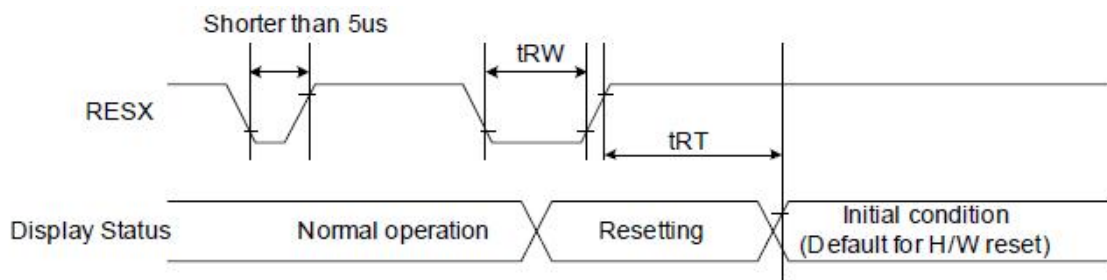 Shorter than 5us
tRW
RESX
tRT
Display Status
Normal operation
Resetting
Initial condition
(Default for H/W reset)